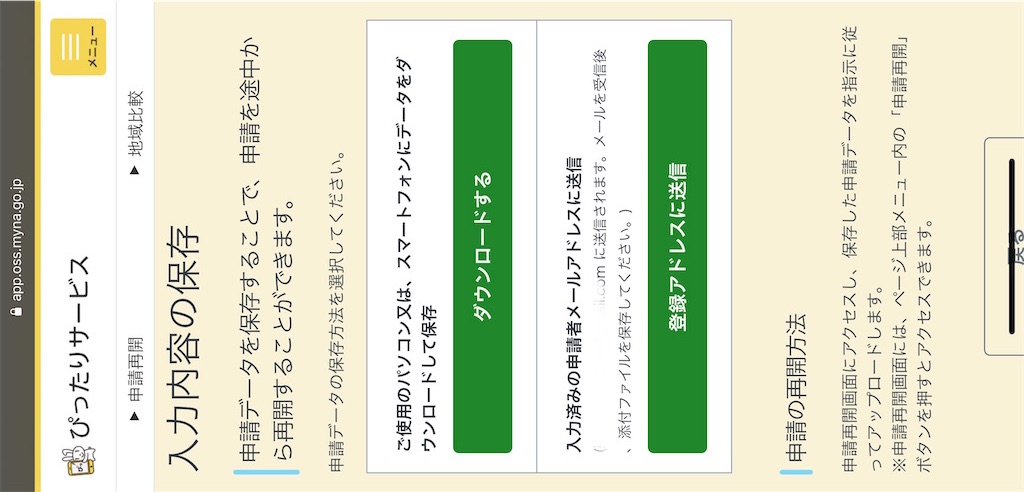 app.oss.myna.go.jp
ぴったりサービス
メニュー
▶ 申請再開
▶ 地域比較
入力内容の保存
申請データを保存することで、申請を途中か
ら再開することができます。
申請データの保存方法を選択してください。
ご使用のパソコン又は、スマートフォンにデータをダ
ウンロードして保存
ダウンロードする
入力済みの申請者メールアドレスに送信
( il.com に送信されます。メールを受信後
、添付ファイルを保存してください。)
登録アドレスに送信
申請の再開方法
申請再開画面にアクセスし、保存した申請データを指示に従
ってアップロードします。
※申請再開画面には、ページ上部メニュー内の「申請再開」
ボタンを押すとアクセスできます。
戻る